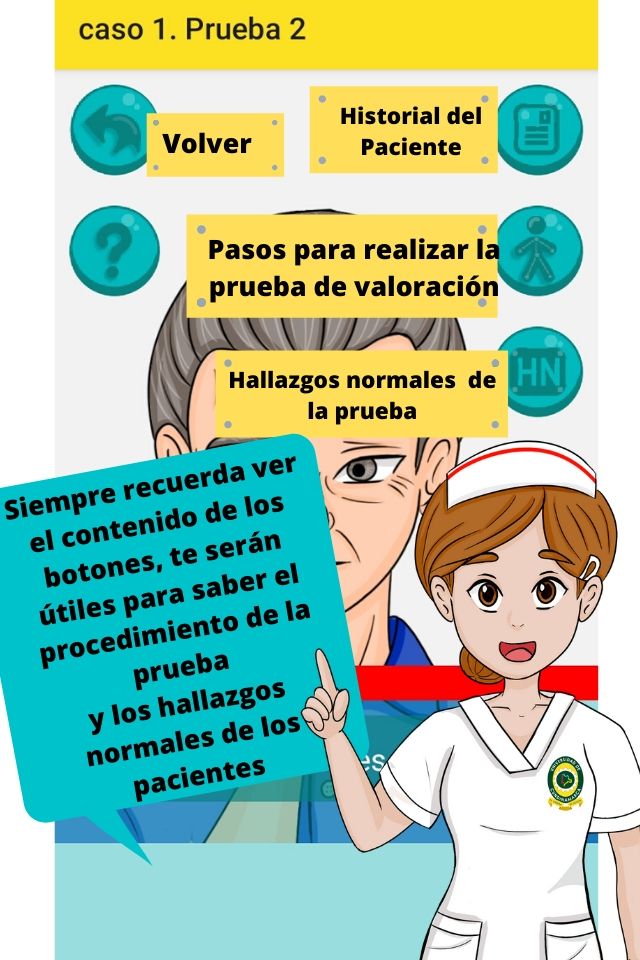 caso 1. Prueba 2
Volver
Historial del
Paciente
?
Pasos para realizar la
prueba de valoración
HN
Hallazgos normales de
la prueba
Siempre recuerda ver
el contenido de los
botones, te serán
útiles para saber el
procedimiento de la
prueba
y los hallazgos
normales de los
pacientes